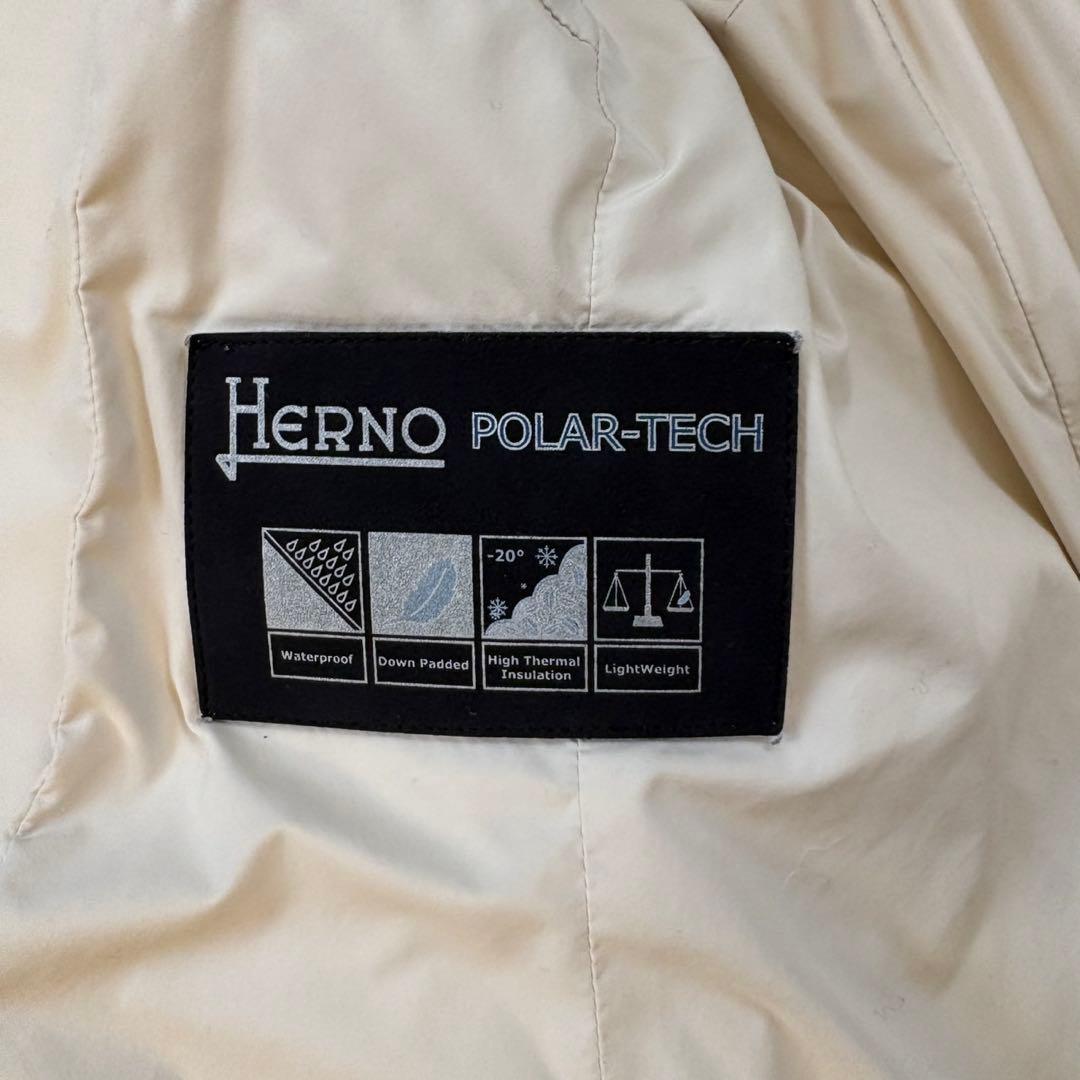 HERNO POLAR-TECH
-20°
Waterproof
Down Padded
High Thermal
Insulation
LightWeight